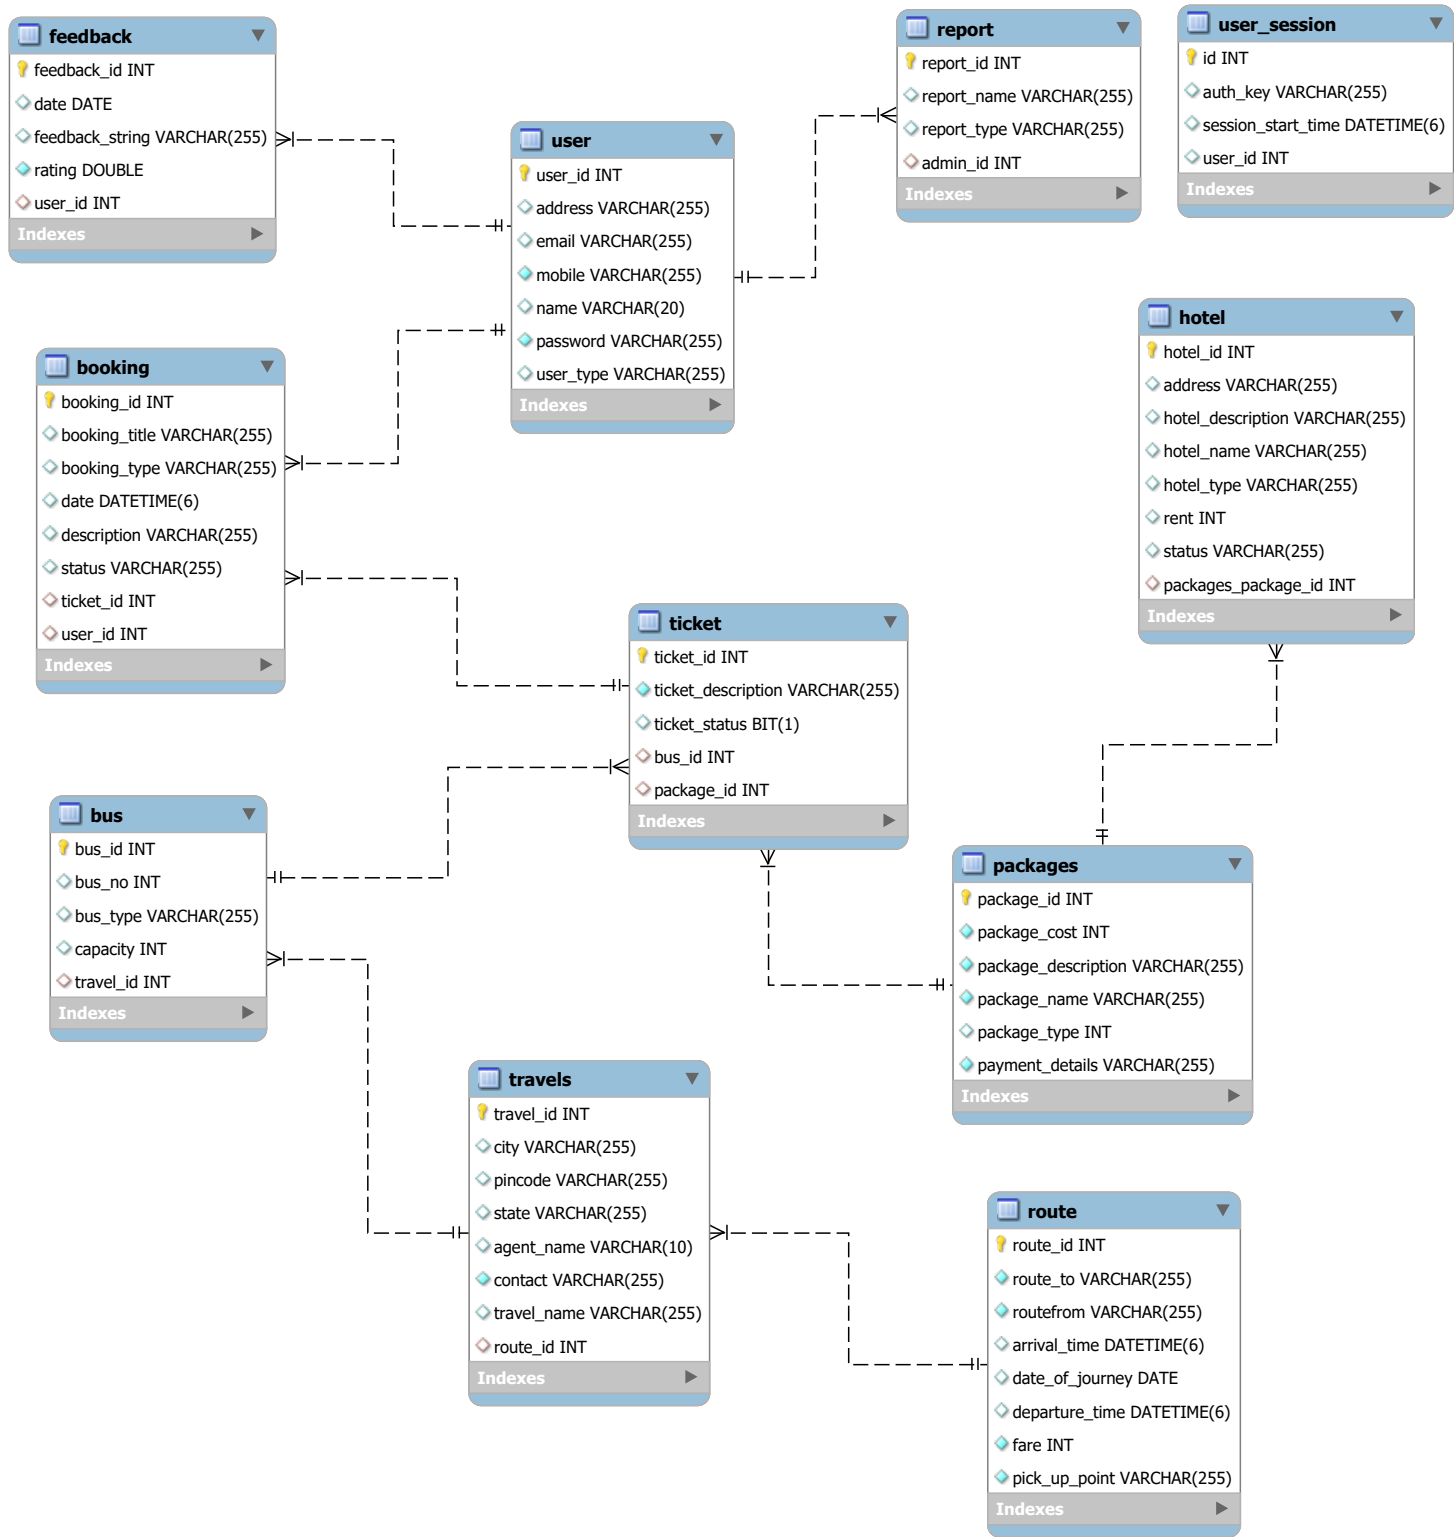 feedback
feedback_id INT
date DATE
feedback_string VARCHAR(255)
rating DOUBLE
user_id INT
Indexes
report
report_id INT
report_name VARCHAR(255)
report_type VARCHAR(255)
admin_id INT
Indexes
user_session
id INT
auth_key VARCHAR(255)
session_start_time DATETIME(6)
user_id INT
Indexes
user
user_id INT
address VARCHAR(255)
email VARCHAR(255)
mobile VARCHAR(255)
name VARCHAR(20)
password VARCHAR(255)
user_type VARCHAR(255)
Indexes
hotel
hotel_id INT
address VARCHAR(255)
hotel_description VARCHAR(255)
hotel_name VARCHAR(255)
hotel_type VARCHAR(255)
rent INT
status VARCHAR(255)
packages_package_id INT
Indexes
booking
booking_id INT
booking_title VARCHAR(255)
booking_type VARCHAR(255)
date DATETIME(6)
description VARCHAR(255)
status VARCHAR(255)
ticket_id INT
user_id INT
Indexes
ticket
ticket_id INT
ticket_description VARCHAR(255)
ticket_status BIT(1)
bus_id INT
package_id INT
Indexes
bus
bus_id INT
bus_no INT
bus_type VARCHAR(255)
capacity INT
travel_id INT
Indexes
packages
package_id INT
package_cost INT
package_description VARCHAR(255)
package_name VARCHAR(255)
package_type INT
payment_details VARCHAR(255)
Indexes
travels
travel_id INT
city VARCHAR(255)
pincode VARCHAR(255)
state VARCHAR(255)
agent_name VARCHAR(10)
contact VARCHAR(255)
travel_name VARCHAR(255)
route_id INT
Indexes
route
route_id INT
route_to VARCHAR(255)
routefrom VARCHAR(255)
arrival_time DATETIME(6)
date_of_journey DATE
departure_time DATETIME(6)
fare INT
pick_up_point VARCHAR(255)
Indexes